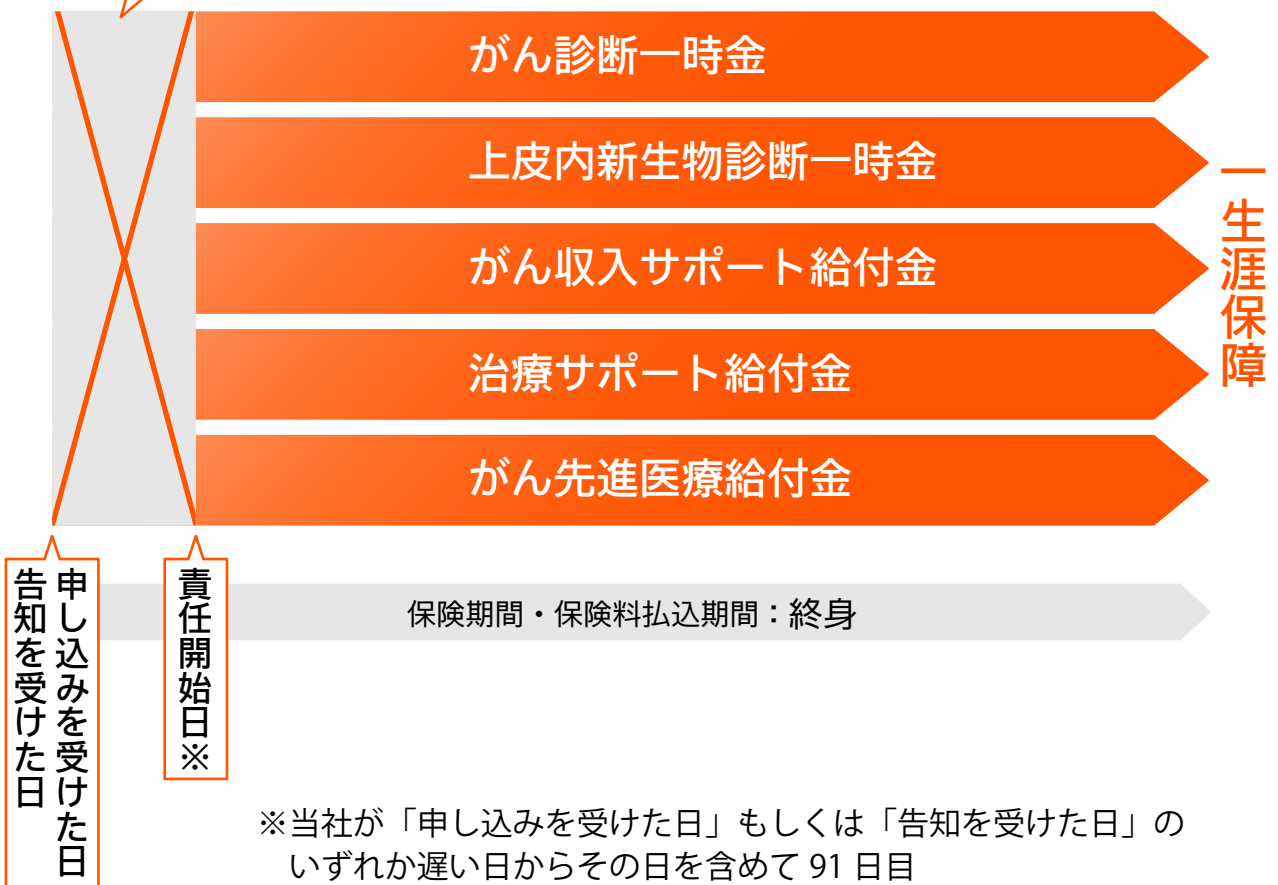 がん診断一時金
上皮内新生物診断一時金
がん収入サポート給付金
治療サポート給付金
がん先進医療給付金
一生涯保障
申し込みを受けた日
告知を受けた日
責任開始日※
保険期間・保険料払込期間：終身
※当社が「申し込みを受けた日」もしくは「告知を受けた日」の
いずれか遅い日からその日を含めて 91 日目